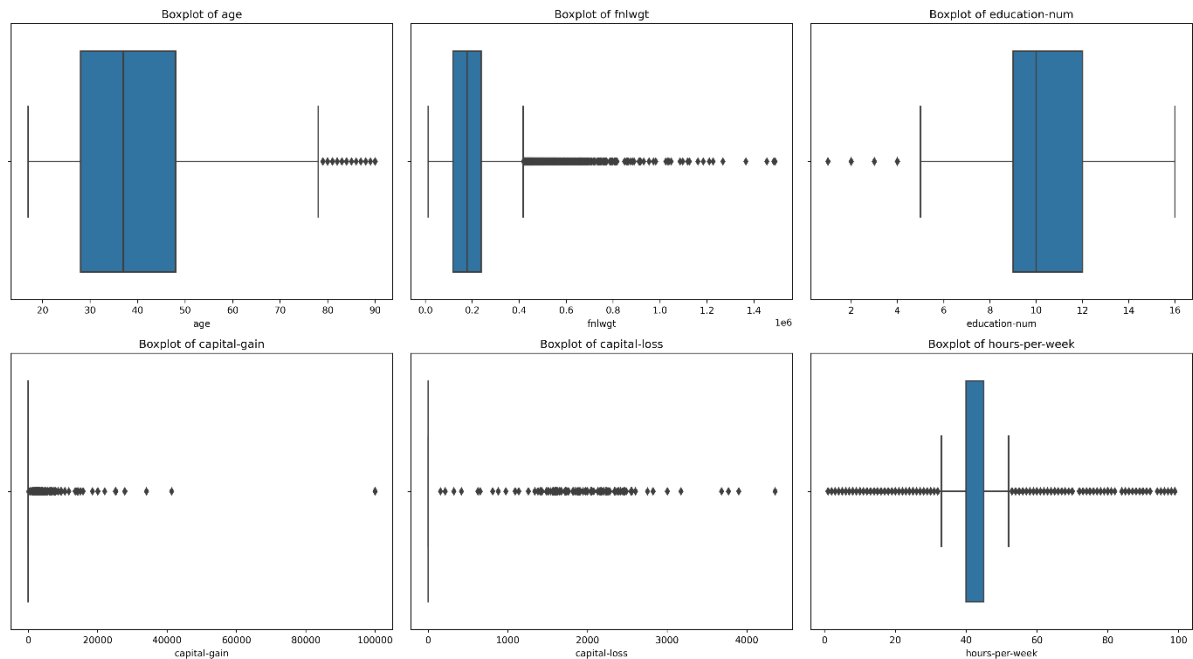 Boxplot of age
20 30 40 50 60 70 80 90
age
Boxplot of fnlwgt
0.0 0.2 0.4 0.6 0.8 1.0 1.2 1.4
1e6
fnlwgt
Boxplot of education-num
2 4 6 8 10 12 14 16
education-num
Boxplot of capital-gain
0 20000 40000 60000 80000 100000
capital-gain
Boxplot of capital-loss
0 1000 2000 3000 4000
capital-loss
Boxplot of hours-per-week
0 20 40 60 80 100
hours-per-week